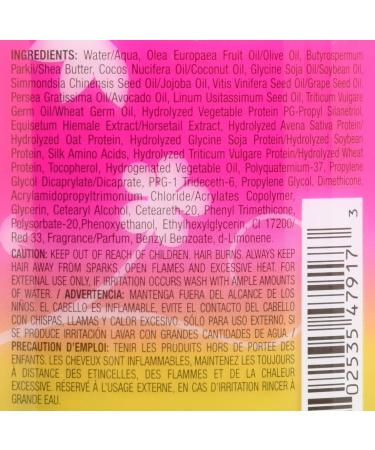 INGREDIENTS: Water/Aqua, Olea Europaea Fruit Oil/Olive Oil, Butyrospermum
Parkii/Shea Butter, Cocos Nucifera Oil/Coconut Oil, Glycine Soja Oil/Soybean Oil,
Simmondsia Chinensis Seed Oil/Jojoba Oil, Vitis Vinifera Seed Oil/Grape Seed Oil,
Persea Gratissima Oil/Avocado Oil, Linum Usitatissimum Seed Oil, Triticum Vulgare
Germ Oil/Wheat Germ Oil, Hydrolyzed Vegetable Protein PG-Propyl Silanetriol,
Equisetum Hiemale Extract/Horsetail Extract, Hydrolyzed Avena Sativa Protein/
Hydrolyzed Oat Protein, Hydrolyzed Glycine Soja Protein/Hydrolyzed Soybean
Protein, Silk Amino Acids, Hydrolyzed Triticum Vulgare Protein/Hydrolyzed Wheat
Protein, Tocopherol, Hydrogenated Vegetable Oil, Polyquaternium-37, Propylene
Glycol Dicaprylate/Dicaprate, PPG-1 Trideceth-6, Propylene Glycol, Dimethicone,
Acrylamidopropyltrimonium Chloride/Acrylates Copolymer,
Glycerin, Cetearyl Alcohol, Ceteareth-20, Phenyl Trimethicone,
Polysorbate-20,Phenoxyethanol, Ethylhexylglycerin CI 17200/
Red 33, Fragrance/Parfum, Benzyl Benzoate, d-Limonene.
CAUTION: KEEP OUT OF REACH OF CHILDREN. HAIR BURNS. ALWAYS KEEP
HAIR AWAY FROM SPARKS, OPEN FLAMES AND EXCESSIVE HEAT. FOR
EXTERNAL USE ONLY, IF IRRITATION OCCURS WASH WITH AMPLE AMOUNTS
OF WATER. / ADVERTENCIA: MANTENGA FUERA DEL ALCANCE DE LOS
NIÑOS. EL CABELLO ES INFLAMABLE, EVITE EL CONTACTO DEL CABELLO
CON CHISPAS, LLAMAS Y CALOR EXCESIVO. SÓLO PARA USO EXTERNO, SI
SE PRODUCE IRRITACIÓN LAVAR CON GRANDES CANTIDADES DE AGUA /
PRECAUTION D'EMPLOI: TENIR LES PRODUITS HORS DE PORTÉE DES
ENFANTS. LES CHEVEUX SONT INFLAMMABLES, MAINTENEZ LES TOUJOURS
À DISTANCE DES ETINCELLES, DES FLAMMES ET DE LA CHALEUR
EXCESSIVE. RÉSERVÉ À L'USAGE EXTERNE, EN CAS D'IRRITATION RINCER À
GRANDE EAU.
02535 47917 3